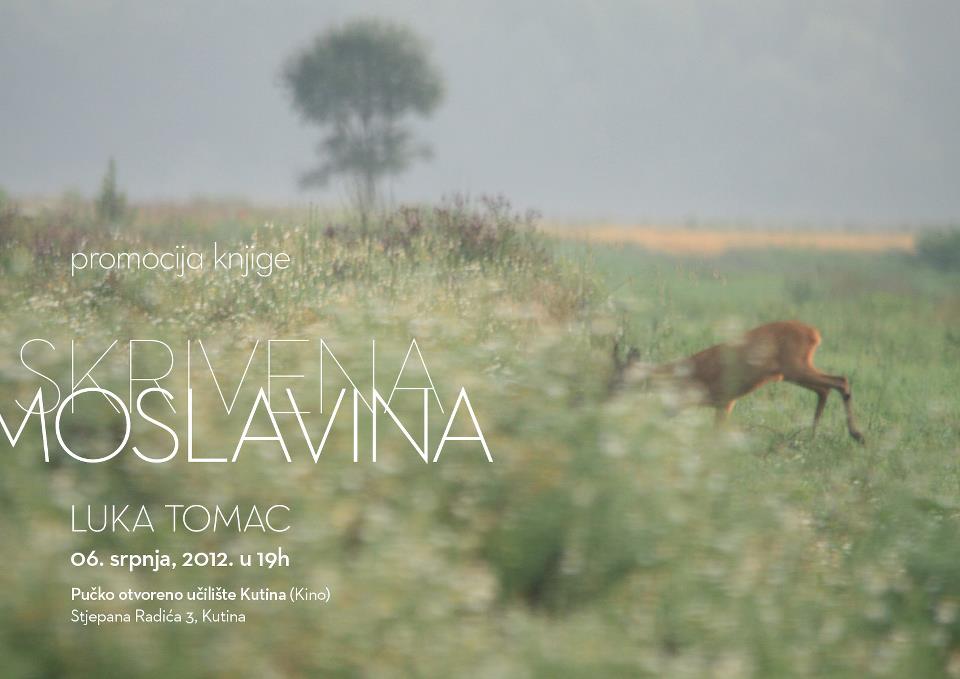 promocija knjige
SKRIVENA
MOSLAVINA
LUKA TOMAC
06. srpnja, 2012. u 19h
Pučko otvoreno učilište Kutina (Kino)
Stjepana Radića 3, Kutina